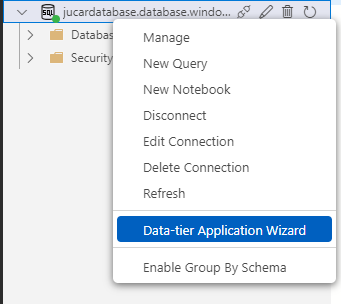 SQL
jucardatabase.database.windo...
Databas
Security
Manage
New Query
New Notebook
Disconnect
Edit Connection
Delete Connection
Refresh
Data-tier Application Wizard
Enable Group By Schema